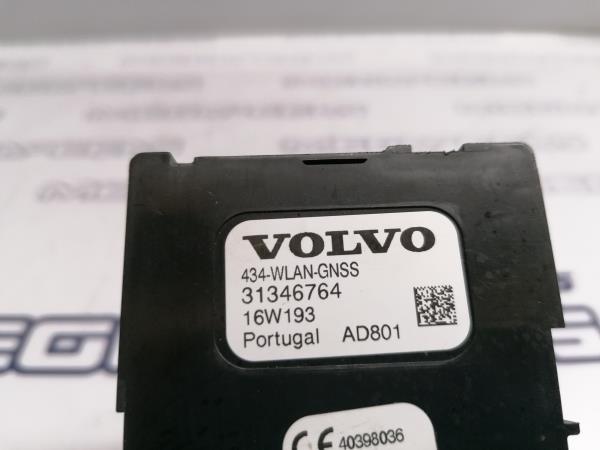 VOLVO
434-WLAN-GNSS
31346764
16W193
Portugal AD801
CE 40398036